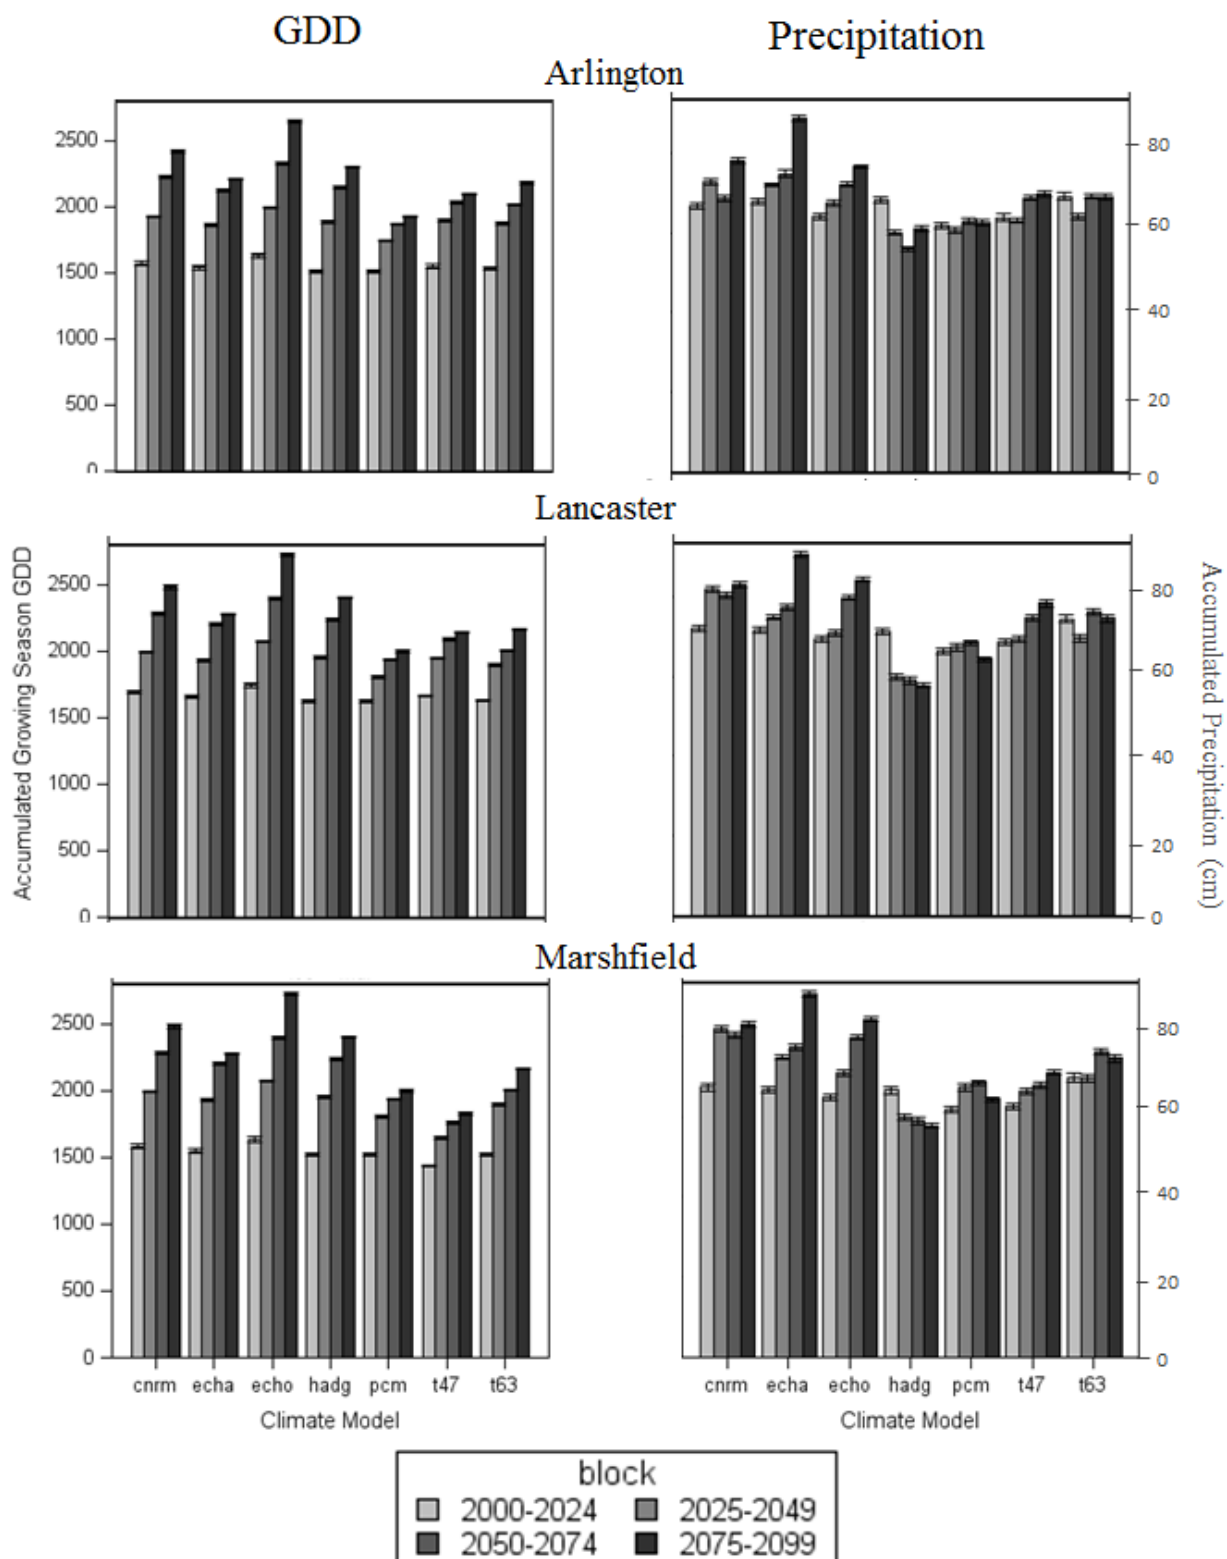 GDD
Precipitation
Arlington
2500
2000
1500
1000
500
0
80
60
40
20
0
Lancaster
Accumulated Growing Season GDD
2500
2000
1500
1000
500
0
80
60
40
20
0
Accumulated Precipitation (cm)
Marshfield
2500
2000
1500
1000
500
0
80
60
40
20
0
cnrm echa echo hadg pcm t47 t63
Climate Model
cnrm echa echo hadg pcm t47 t63
Climate Model
block
2000-2024 2025-2049
2050-2074 2075-2099